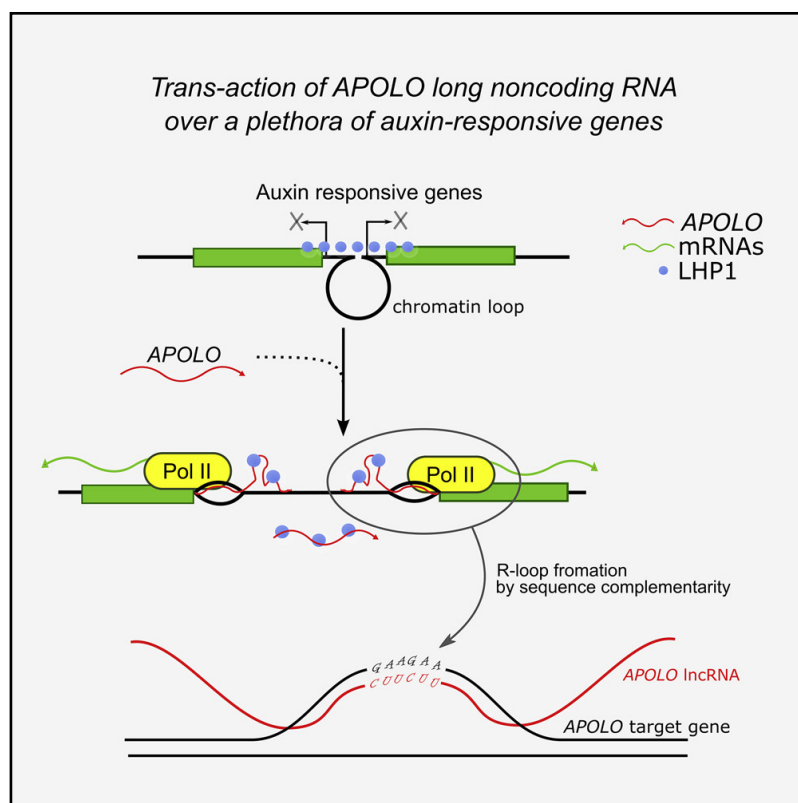 Trans-action of APOLO long noncoding RNA
over a plethora of auxin-responsive genes
Auxin responsive genes
X X
APOLO
mRNAs
LHP1
chromatin loop
APOLO
Pol II
Pol II
R-loop fromation
by sequence complementarity
GAAGAA
CUUCUU
APOLO lncRNA
APOLO target gene